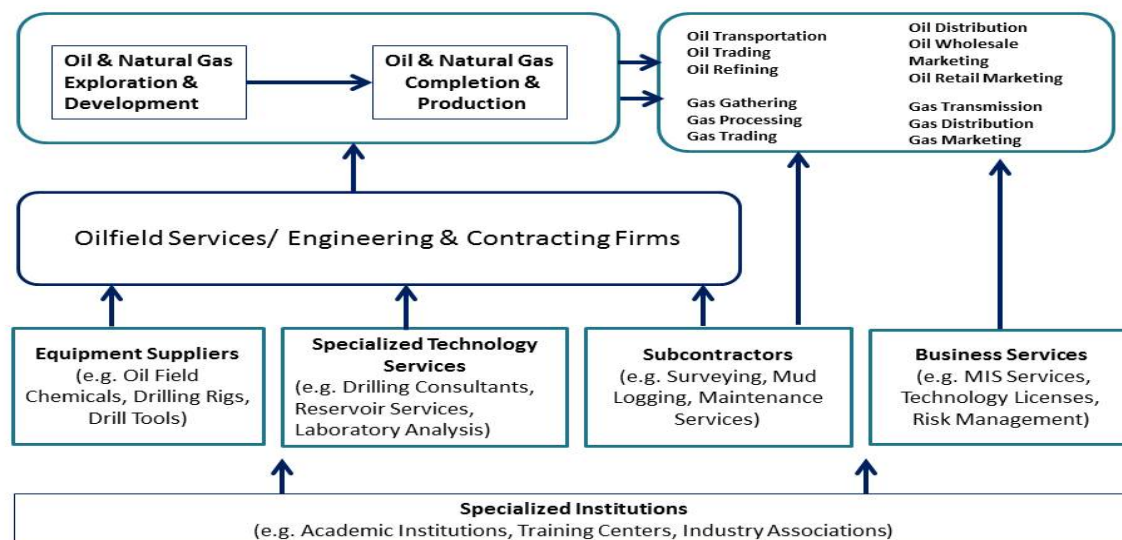 Oil & Natural Gas
Exploration &
Development
Oil & Natural Gas
Completion &
Production
Oil Transportation
Oil Trading
Oil Refining
Gas Gathering
Gas Processing
Gas Trading
Oil Distribution
Oil Wholesale
Marketing
Oil Retail Marketing
Gas Transmission
Gas Distribution
Gas Marketing
Oilfield Services/ Engineering & Contracting Firms
Equipment Suppliers
(e.g. Oil Field
Chemicals, Drilling Rigs,
Drill Tools)
Specialized Technology
Services
(e.g. Drilling Consultants,
Reservoir Services,
Laboratory Analysis)
Subcontractors
(e.g. Surveying, Mud
Logging, Maintenance
Services)
Business Services
(e.g. MIS Services,
Technology Licenses,
Risk Management)
Specialized Institutions
(e.g. Academic Institutions, Training Centers, Industry Associations)